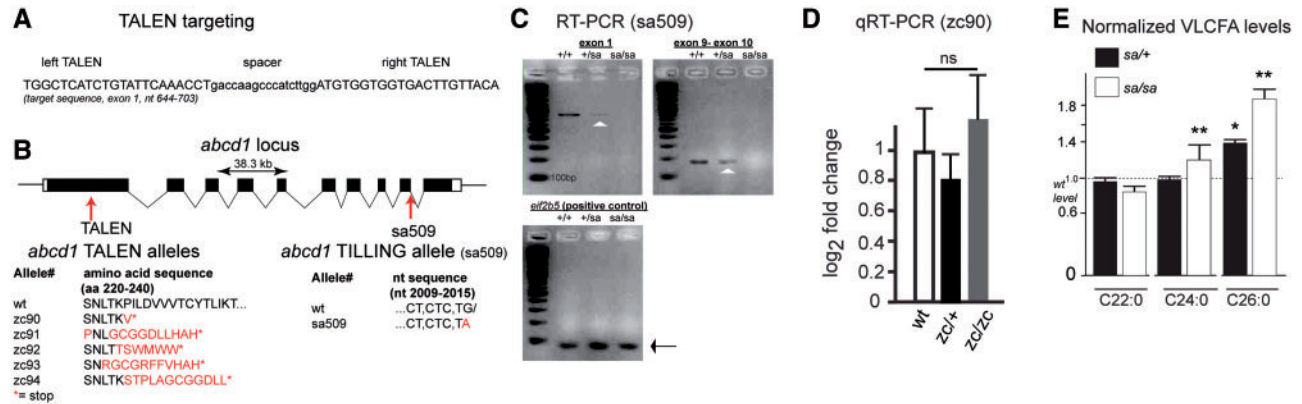 A
TALEN targeting
left TALEN spacer right TALEN
TGGCTCATCTGTATTCAAACCTgaccaagcccatcttggATGTGGTGGTGACTTGTTACA
(target sequence, exon 1, nt 644-703)
B
abcd1 locus
38.3 kb
TALEN
sa509
abcd1 TALEN alleles
Allele# amino acid sequence
(aa 220-240)
wt SNLTKPILDVVVTCYTLIKT...
zc90 SNLTKV*
zc91 PNLGCGGDLLHAH*
zc92 SNLTTSWMWW*
zc93 SNRGCGRFFVHAH*
zc94 SNLTKSTPLAGCGGDLL*
*= stop
abcd1 TILLING allele (sa509)
Allele# nt sequence
(nt 2009-2015)
wt ...CT,CTC,TG/
sa509 ...CT,CTC,TA
C
RT-PCR (sa509)
exon 1
+/+ +/sa sa/sa
100bp
exon 9- exon 10
+/+ +/sa sa/sa
eif2b5 (positive control)
+/+ +/sa sa/sa
D
qRT-PCR (zc90)
ns
log2 fold change
1
0.8
0.6
0.4
0.2
0
wt
zc/+
zc/zc
E
Normalized VLCFA levels
sa/+
sa/sa
**
*
**
1.8
1.4
wt 1.0
level
0.6
0
C22:0 C24:0 C26:0